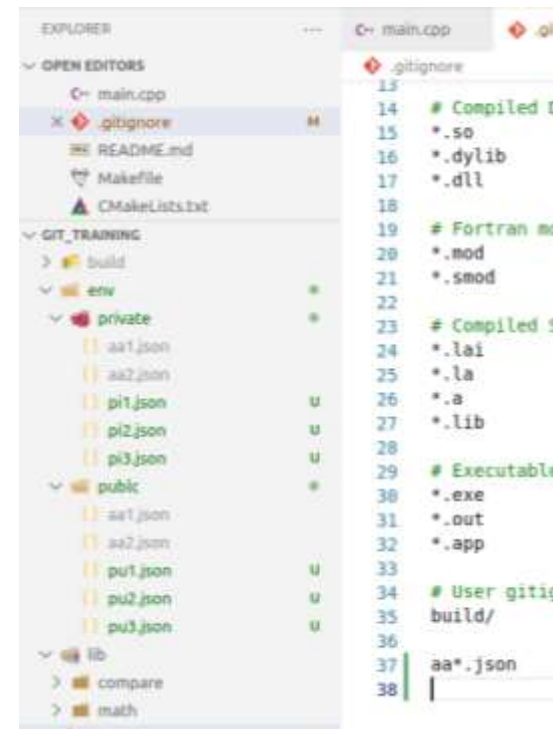 EXPLORER ...
OPEN EDITORS
main.cpp
.gitignore M
README.md
Makefile
CMakeLists.txt
GIT_TRAINING
build
env
private
aa1.json
aa2.json
pi1.json U
pi2.json U
pi3.json U
public
aa1.json
aa2.json
pu1.json U
pu2.json U
pu3.json U
lib
compare
math
main.cpp
.gitignore
13
14 # Compiled
15 *.so
16 *.dylib
17 *.dll
18
19 # Fortran
20 *.mod
21 *.smod
22
23 # Compiled
24 *.lai
25 *.la
26 *.a
27 *.lib
28
29 # Executable
30 *.exe
31 *.out
32 *.app
33
34 # User
35 build/
36
37 aa*.json
38